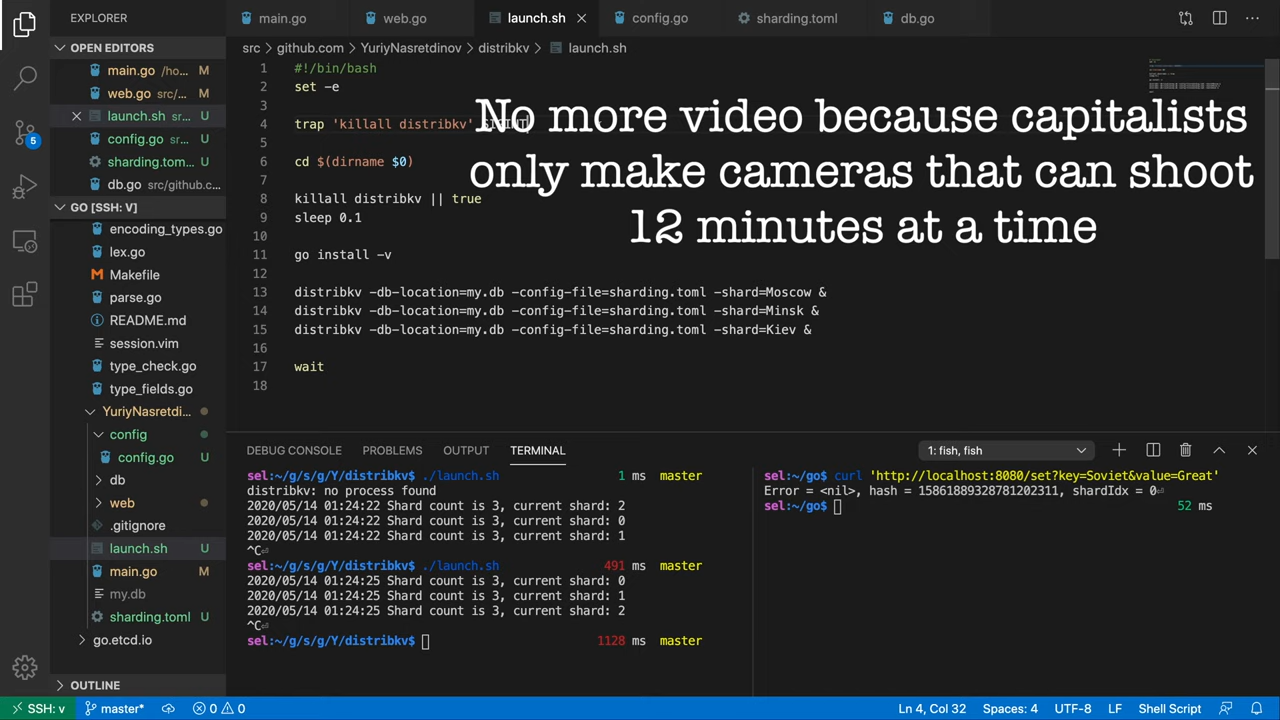 EXPLORER
main.go
web.go
launch.sh
config.go
sharding.toml
db.go
OPEN EDITORS
main.go /ho... M
web.go src/... M
launch.sh sr... U
config.go sr... U
sharding.tom... U
db.go src/github.c...
GO [SSH: V]
encoding_types.go
lex.go
Makefile
parse.go
README.md
session.vim
type_check.go
type_fields.go
YuriyNasretdi...
config
config.go U
db
web
.gitignore
launch.sh U
main.go M
my.db
sharding.toml U
go.etcd.io
OUTLINE
src > github.com > YuriyNasretdinov > distribkv > launch.sh
1 #!/bin/bash
2 set -e
3
4 trap 'killall distribkv' SIGINT
5
6 cd $(dirname $0)
7
8 killall distribkv || true
9 sleep 0.1
10
11 go install -v
12
13 distribkv -db-location=my.db -config-file=sharding.toml -shard=Moscow &
14 distribkv -db-location=my.db -config-file=sharding.toml -shard=Minsk &
15 distribkv -db-location=my.db -config-file=sharding.toml -shard=Kiev &
16
17 wait
18
No more video because capitalists
only make cameras that can shoot
12 minutes at a time
DEBUG CONSOLE PROBLEMS OUTPUT TERMINAL 1: fish, fish
sel:~/g/s/g/Y/distribkv$ ./launch.sh 1 ms master
distribkv: no process found
2020/05/14 01:24:22 Shard count is 3, current shard: 2
2020/05/14 01:24:22 Shard count is 3, current shard: 0
2020/05/14 01:24:22 Shard count is 3, current shard: 1
^C⏎
sel:~/g/s/g/Y/distribkv$ ./launch.sh 491 ms master
2020/05/14 01:24:25 Shard count is 3, current shard: 0
2020/05/14 01:24:25 Shard count is 3, current shard: 1
2020/05/14 01:24:25 Shard count is 3, current shard: 2
^C⏎
sel:~/g/s/g/Y/distribkv$ 1128 ms master
sel:~/go$ curl 'http://localhost:8080/set?key=Soviet&value=Great'
Error = <nil>, hash = 15861889328781202311, shardIdx = 0⏎
sel:~/go$ 52 ms
5
SSH: v master* 0 0 Ln 4, Col 32 Spaces: 4 UTF-8 LF Shell Script